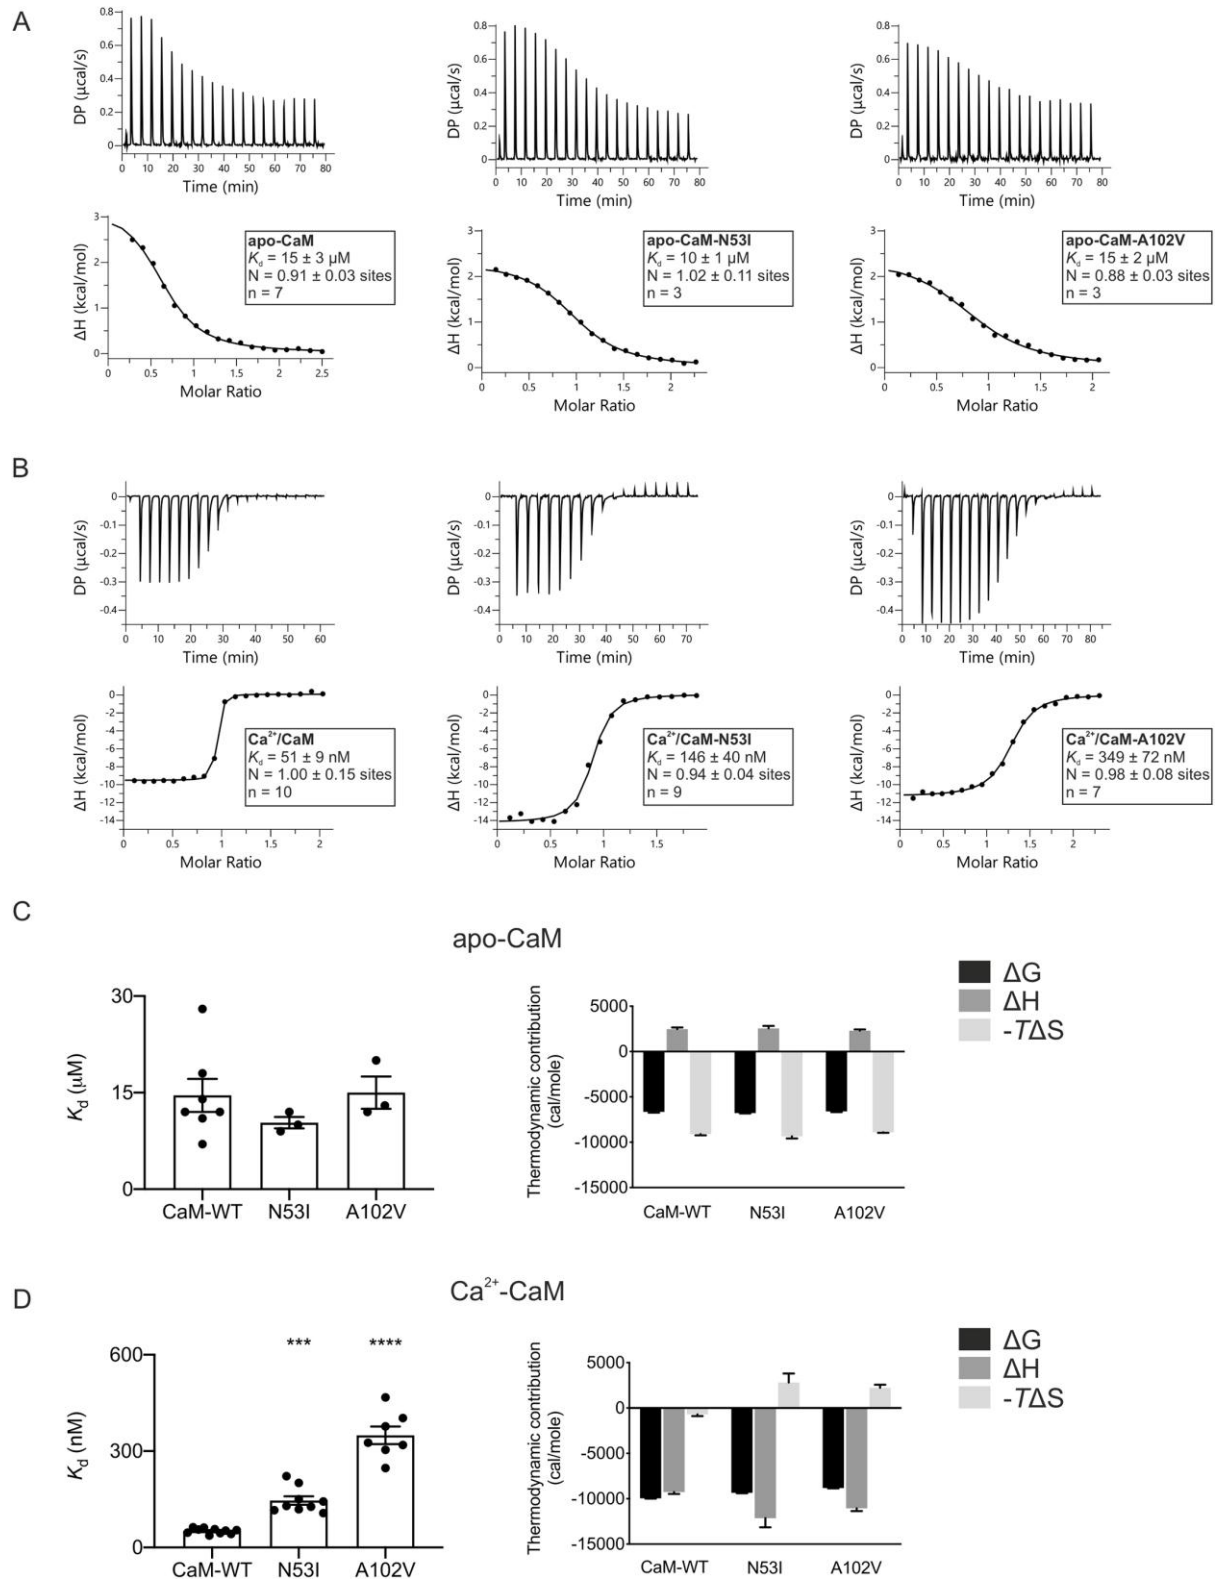 A
DP (μcal/s)
0.8
0.6
0.4
0.2
0
0 10 20 30 40 50 60 70 80
Time (min)
DP (μcal/s)
0.8
0.6
0.4
0.2
0
0 10 20 30 40 50 60 70 80
Time (min)
DP (μcal/s)
0.8
0.6
0.4
0.2
0
0 10 20 30 40 50 60 70 80
Time (min)
ΔH (kcal/mol)
3
2
1
0
apo-CaM
Kd = 15 ± 3 μM
N = 0.91 ± 0.03 sites
n = 7
0 0.5 1 1.5 2 2.5
Molar Ratio
ΔH (kcal/mol)
3
2
1
0
apo-CaM-N53I
Kd = 10 ± 1 μM
N = 1.02 ± 0.11 sites
n = 3
0 0.5 1 1.5 2
Molar Ratio
ΔH (kcal/mol)
3
2
1
0
apo-CaM-A102V
Kd = 15 ± 2 μM
N = 0.88 ± 0.03 sites
n = 3
0 0.5 1 1.5 2
Molar Ratio
B
DP (μcal/s)
0
-0.1
-0.2
-0.3
-0.4
0 10 20 30 40 50 60
Time (min)
DP (μcal/s)
0
-0.1
-0.2
-0.3
-0.4
0 10 20 30 40 50 60 70
Time (min)
DP (μcal/s)
0
-0.1
-0.2
-0.3
-0.4
0 10 20 30 40 50 60 70 80
Time (min)
ΔH (kcal/mol)
0
-2
-4
-6
-8
-10
-12
-14
Ca²⁺/CaM
Kd = 51 ± 9 nM
N = 1.00 ± 0.15 sites
n = 10
0 0.5 1 1.5 2
Molar Ratio
ΔH (kcal/mol)
0
-2
-4
-6
-8
-10
-12
-14
Ca²⁺/CaM-N53I
Kd = 146 ± 40 nM
N = 0.94 ± 0.04 sites
n = 9
0 0.5 1 1.5
Molar Ratio
ΔH (kcal/mol)
0
-2
-4
-6
-8
-10
-12
-14
Ca²⁺/CaM-A102V
Kd = 349 ± 72 nM
N = 0.98 ± 0.08 sites
n = 7
0 0.5 1 1.5 2
Molar Ratio
C
apo-CaM
Kd (μM)
30
15
0
CaM-WT N53I A102V
Thermodynamic contribution
(cal/mole)
5000
0
-5000
-10000
-15000
CaM-WT N53I A102V
ΔG
ΔH
-TΔS
D
Ca²⁺-CaM
*** ****
Kd (nM)
600
300
0
CaM-WT N53I A102V
Thermodynamic contribution
(cal/mole)
5000
0
-5000
-10000
-15000
CaM-WT N53I A102V
ΔG
ΔH
-TΔS